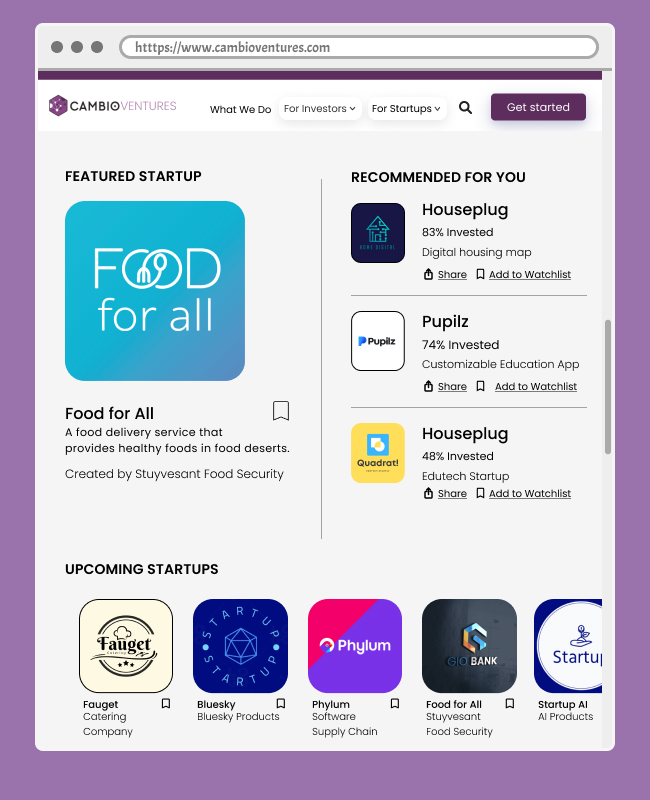 htttps://www.cambioventures.com
CAMBIOVENTURES
What We Do
For Investors
For Startups
Get started
FEATURED STARTUP
FOOD
for all
Food for All
A food delivery service that
provides healthy foods in food deserts.
Created by Stuyvesant Food Security
RECOMMENDED FOR YOU
HOME DIGITAL
Houseplug
83% Invested
Digital housing map
Share Add to Watchlist
Pupilz
Pupilz
74% Invested
Customizable Education App
Share Add to Watchlist
Quadrat!
Houseplug
48% Invested
Edutech Startup
Share Add to Watchlist
UPCOMING STARTUPS
Fauget
Catering
Fauget
Catering
Company
STARTUP
STARTUP
Bluesky
Bluesky Products
Phylum
Phylum
Software
Supply Chain
GO BANK
Food for All
Stuyvesant
Food Security
Startup
Startup AI
AI Products